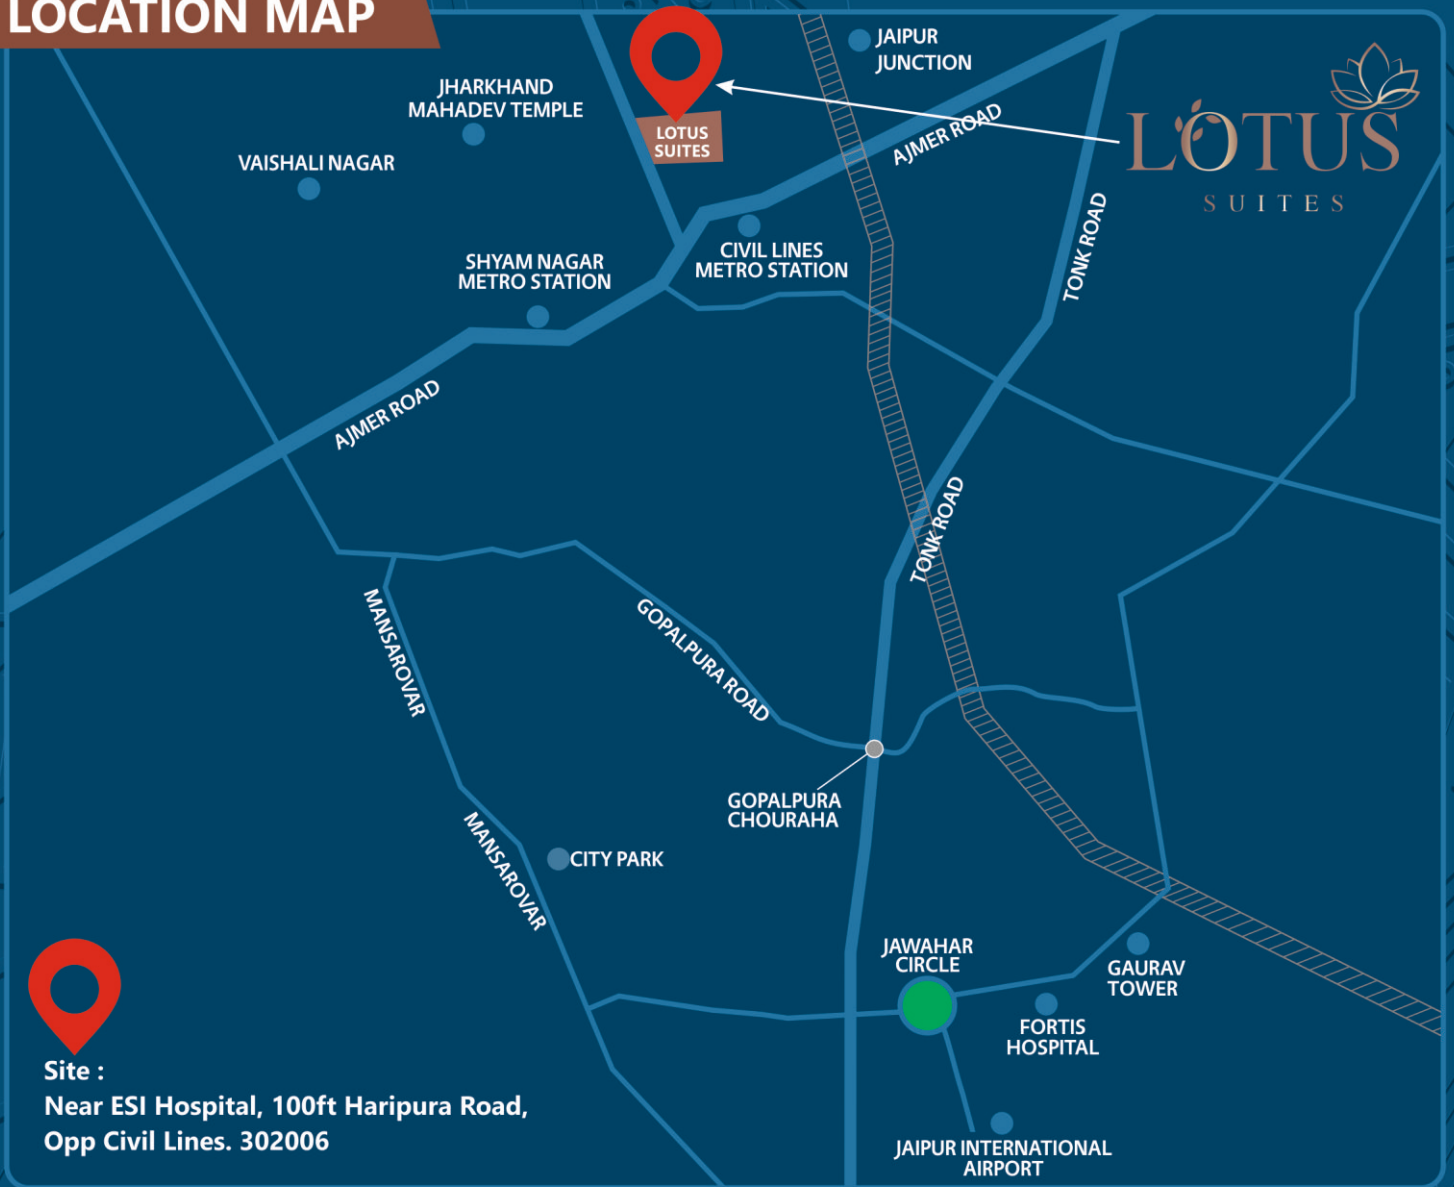 LOCATION MAP
JAIPUR
JUNCTION
JHARKHAND
MAHADEV TEMPLE
LOTUS
SUITES
AJMER ROAD
LOTUS
SUITES
VAISHALI NAGAR
TONK ROAD
SHYAM NAGAR
METRO STATION
CIVIL LINES
METRO STATION
AJMER ROAD
TONK ROAD
MANSAROVAR
GOPALPURA ROAD
GOPALPURA
CHOURAHA
MANSAROVAR
CITY PARK
JAWAHAR
CIRCLE
GAURAV
TOWER
FORTIS
HOSPITAL
JAIPUR INTERNATIONAL
AIRPORT
Site :
Near ESI Hospital, 100ft Haripura Road,
Opp Civil Lines. 302006